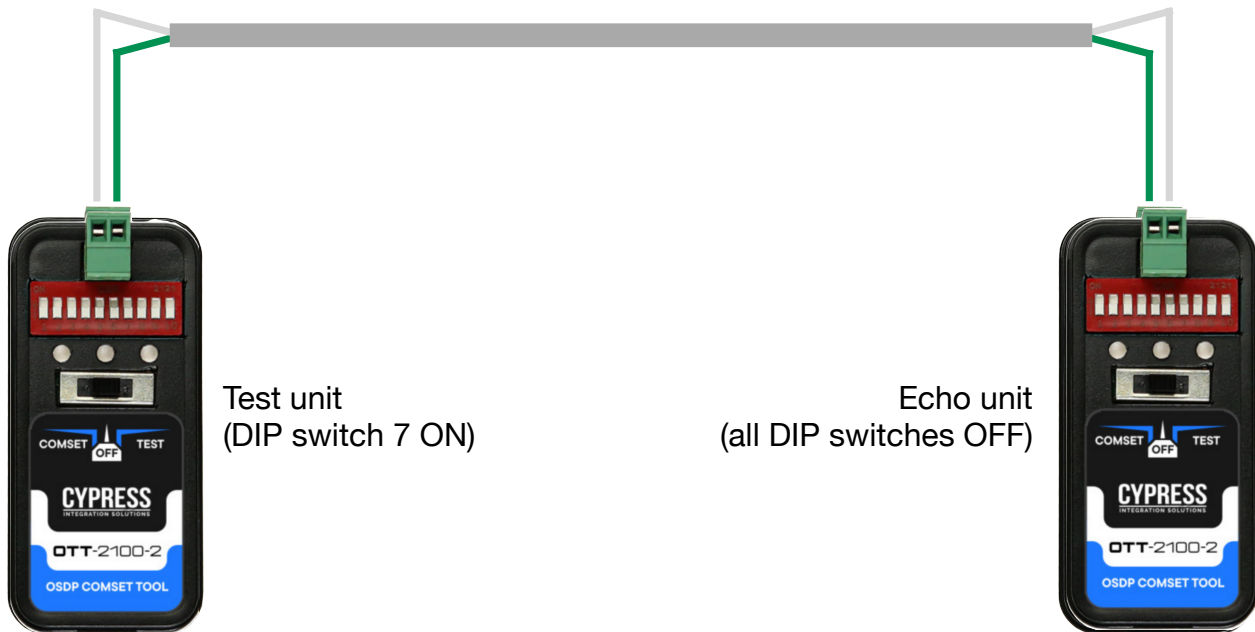 Test unit
(DIP switch 7 ON)
Echo unit
(all DIP switches OFF)
COMSET OFF TEST
CYPRESS
INTEGRATION SOLUTIONS
OTT-2100-2
OSDP COMSET TOOL
COMSET OFF TEST
CYPRESS
INTEGRATION SOLUTIONS
OTT-2100-2
OSDP COMSET TOOL